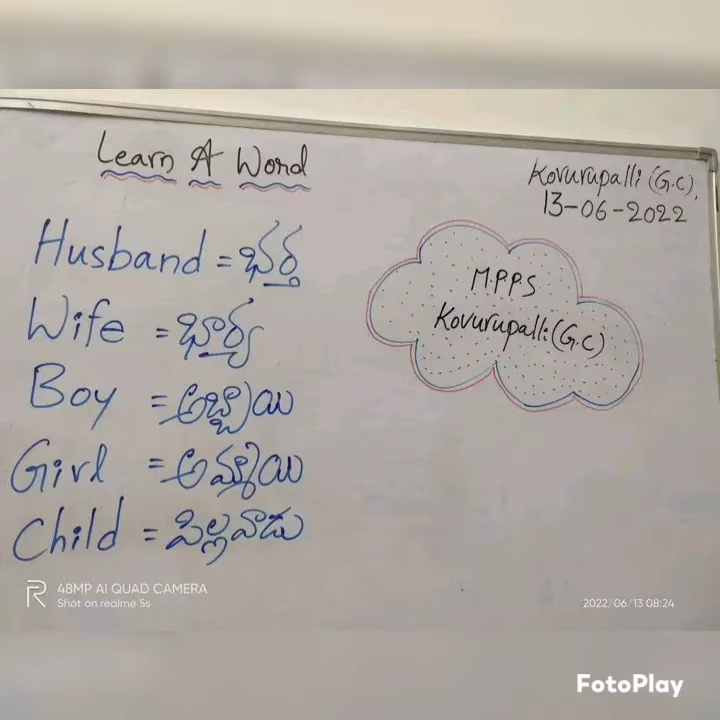 Learn A Word
Kovurupalli (G.C),
13-06-2022
Husband = భర్త
Wife = భార్య
Boy = అబ్బాయి
Girl = అమ్మాయి
Child = పిల్లవాడు
M.P.P.S
Kovurupalli (G.C)
R
48MP AI QUAD CAMERA
Shot on realme 5s
2022/06/13 08:24
FotoPlay